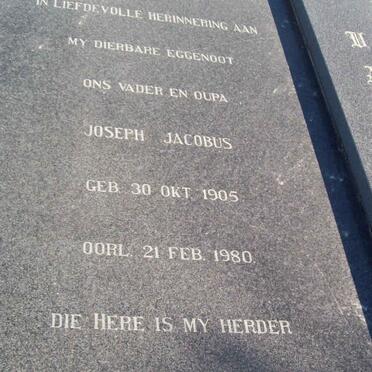 IN LIEFDEVOLLE HERINNERING AAN
MY DIERBARE EGGENOOT
ONS VADER EN OUPA
JOSEPH JACOBUS
GEB. 30 OKT. 1905
OORL. 21 FEB. 1980
DIE HERE IS MY HERDER